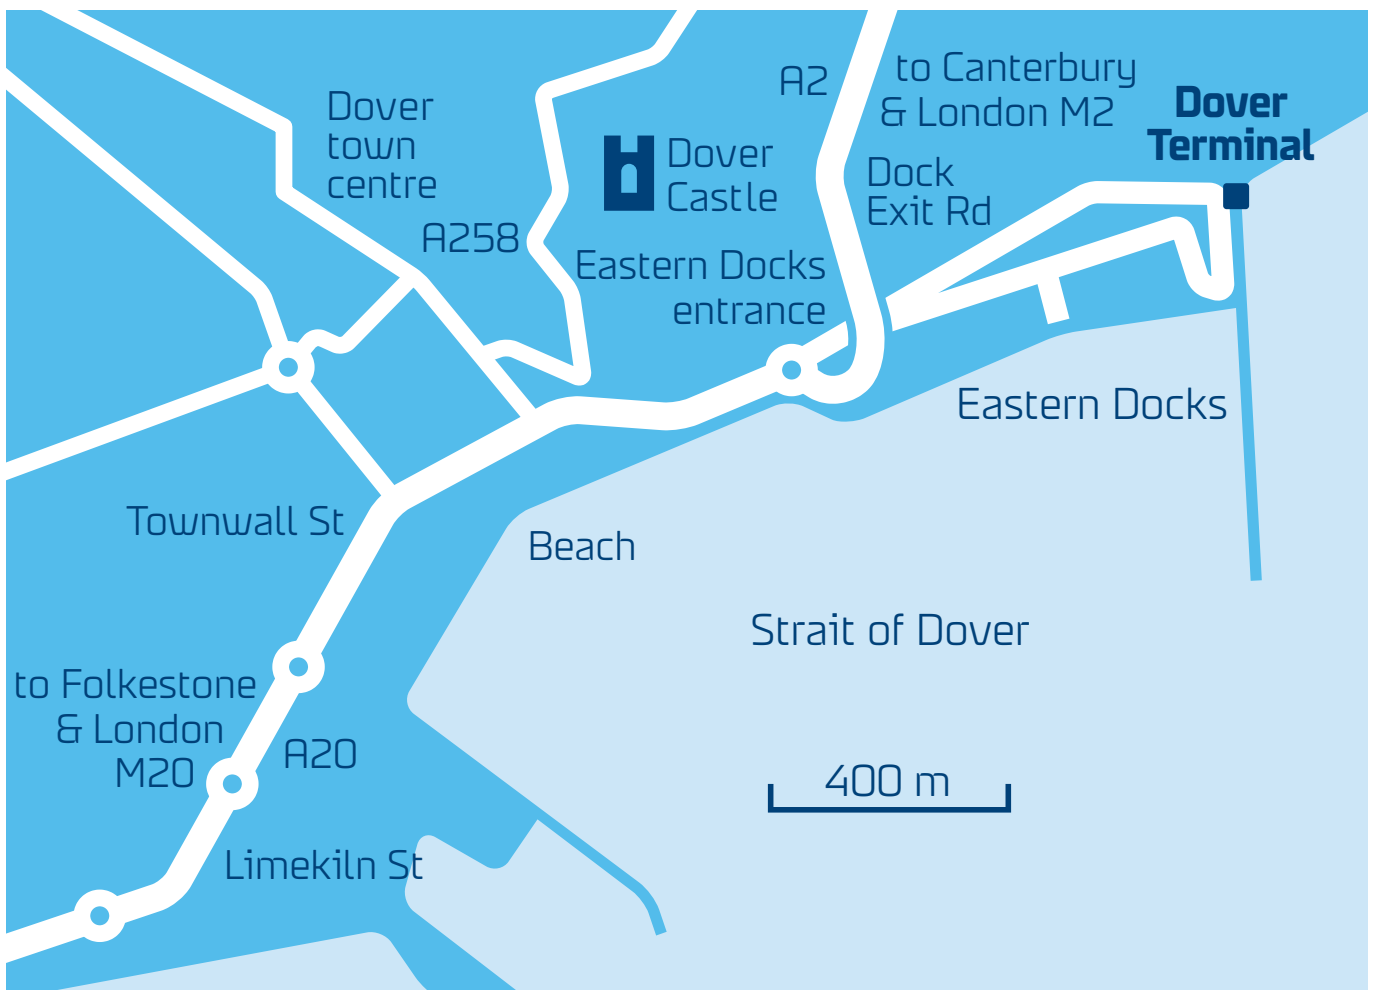 A2
to Canterbury
& London M2
Dover
Terminal
Dover
town
centre
Dover
Castle
Dock
Exit Rd
A258
Eastern Docks
entrance
Eastern Docks
Townwall St
Beach
Strait of Dover
to Folkestone
& London
M20
A20
400 m
Limekiln St